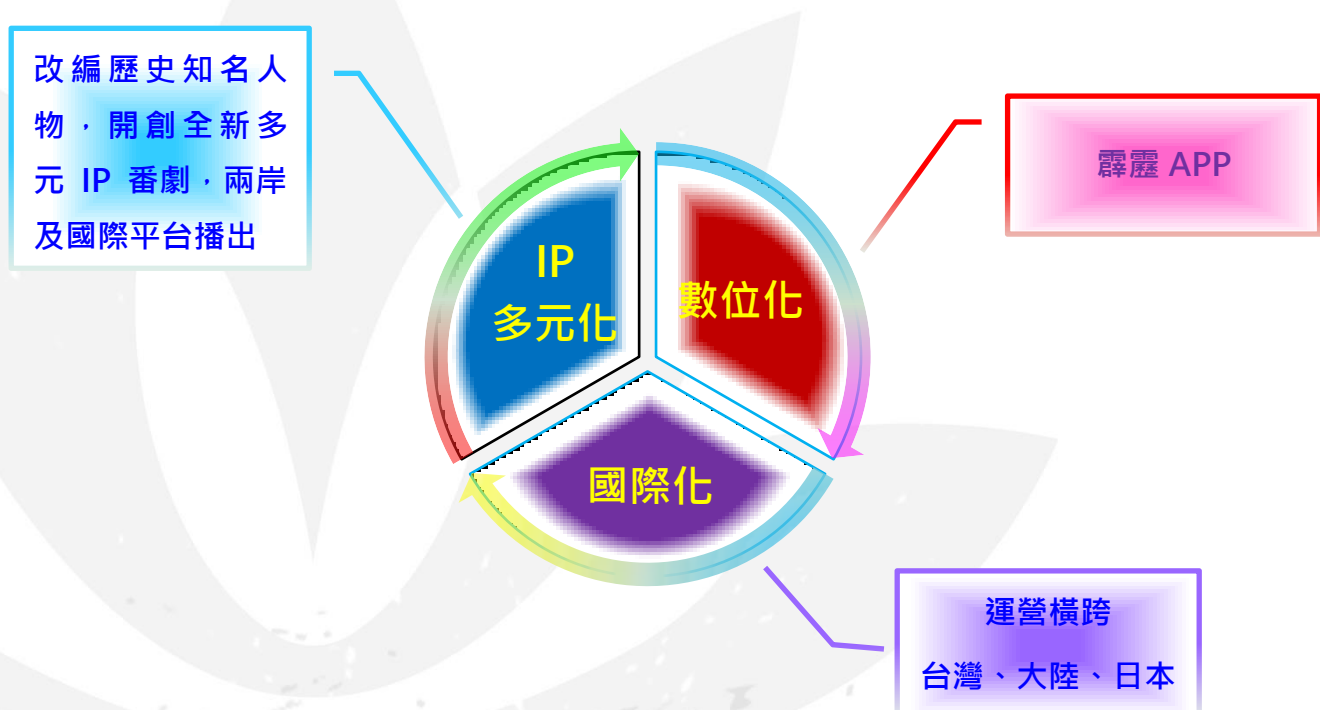 改編歷史知名人
物，開創全新多
元 IP 番劇，兩岸
及國際平台播出
霹靂 APP
IP
多元化
數位化
國際化
運營橫跨
台灣、大陸、日本